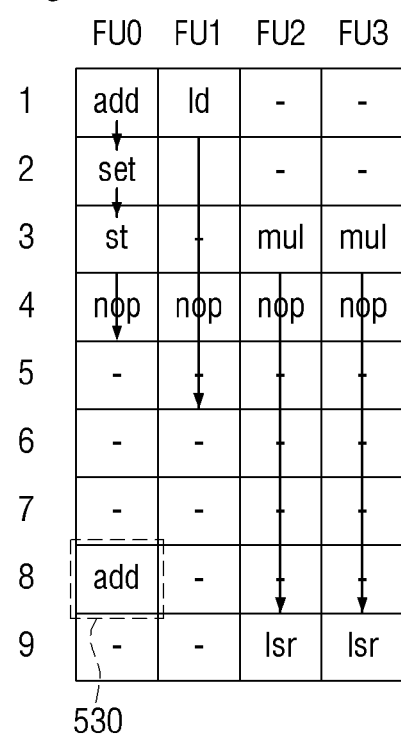 FU0 FU1 FU2 FU3
1 add ld - -
2 set - -
3 st - mul mul
4 nop nop nop nop
5 - - - -
6 - - - -
7 - - - -
8 add - - -
9 - - lsr lsr
530